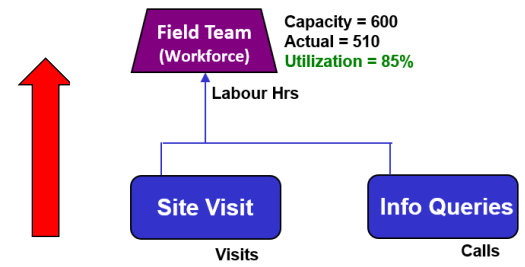 Field Team
(Workforce)
Capacity = 600
Actual = 510
Utilization = 85%
Labour Hrs
Site Visit
Info Queries
Visits
Calls